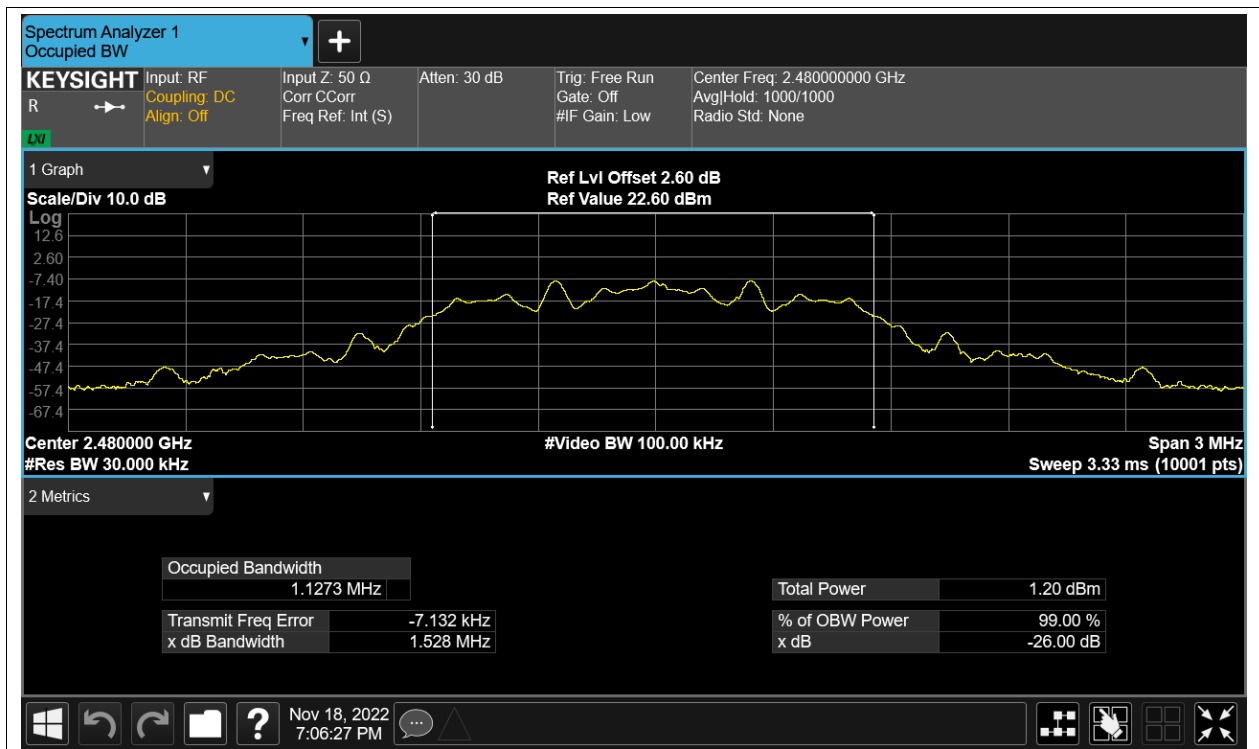 Spectrum Analyzer 1
Occupied BW
+
KEYSIGHT
R
LXI
Input: RF
Coupling: DC
Align: Off
Input Z: 50 Ω
Corr CCorr
Freq Ref: Int (S)
Atten: 30 dB
Trig: Free Run
Gate: Off
#IF Gain: Low
Center Freq: 2.480000000 GHz
Avg|Hold: 1000/1000
Radio Std: None
1 Graph
Scale/Div 10.0 dB
Ref Lvl Offset 2.60 dB
Ref Value 22.60 dBm
Log
12.6
2.60
-7.40
-17.4
-27.4
-37.4
-47.4
-57.4
-67.4
Center 2.480000 GHz
#Res BW 30.000 kHz
#Video BW 100.00 kHz
Span 3 MHz
Sweep 3.33 ms (10001 pts)
2 Metrics
Occupied Bandwidth
1.1273 MHz
Transmit Freq Error -7.132 kHz
x dB Bandwidth 1.528 MHz
Total Power 1.20 dBm
% of OBW Power 99.00 %
x dB -26.00 dB
?
Nov 18, 2022
7:06:27 PM